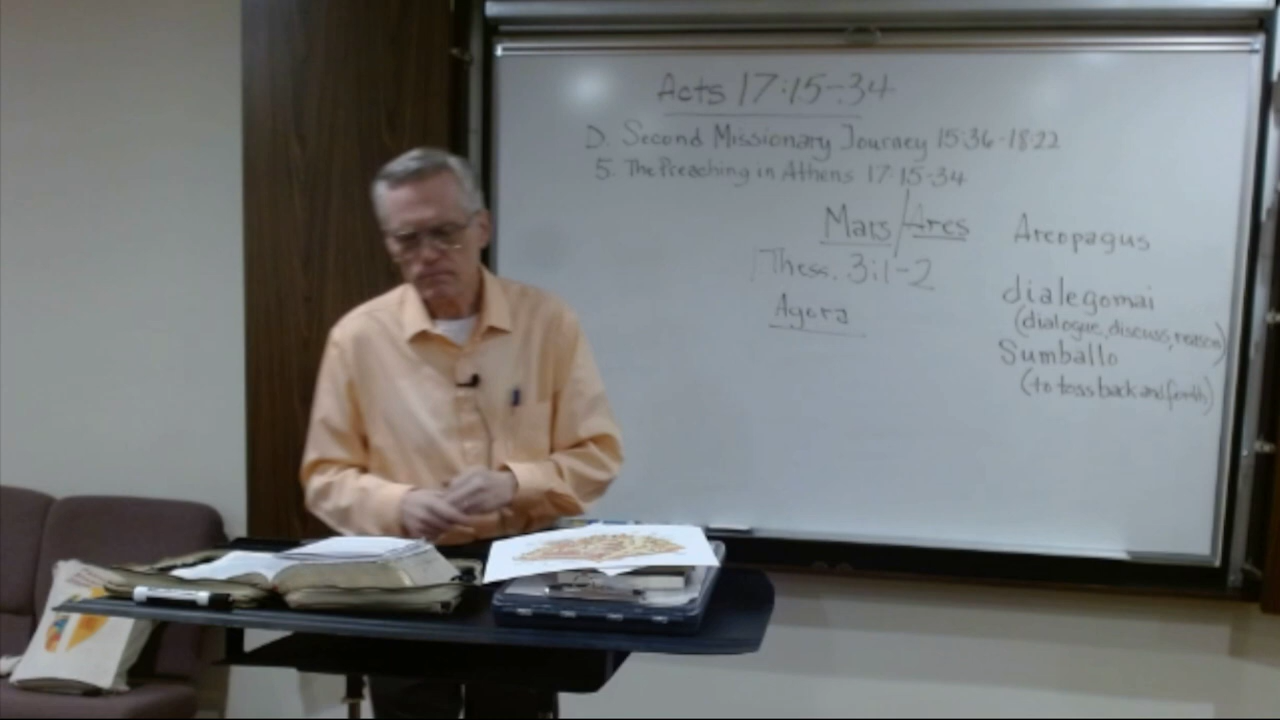 Acts 17:15-34
D. Second Missionary Journey 15:36-18:22
5. The Preaching in Athens 17:15-34
Mars/Ares
Areopagus
Thess. 3:1-2
Agora
dialegomai
(dialogue, discuss, reason)
Sumballo
(to toss back and forth)